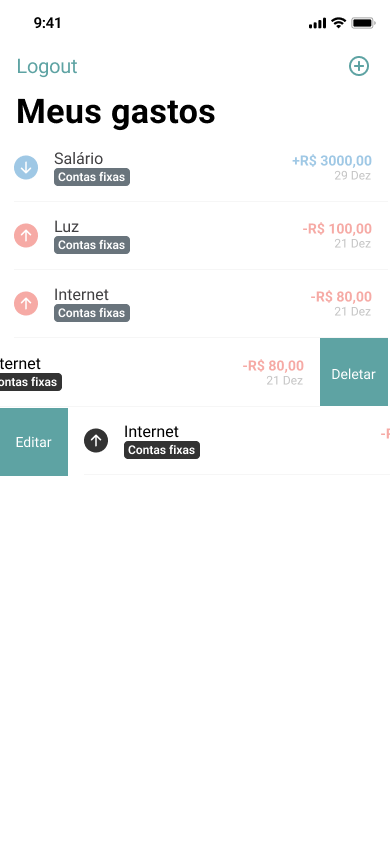 9:41
Logout
Meus gastos
Salário
+R$ 3000,00
Contas fixas
29 Dez
Luz
-R$ 100,00
Contas fixas
21 Dez
Internet
-R$ 80,00
Contas fixas
21 Dez
ternet
-R$ 80,00
Deletar
ontas fixas
21 Dez
Editar
Internet
-R
Contas fixas